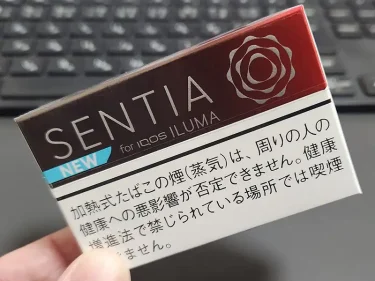 SENTIA
NEW
for IQOS ILUMA
加熱式たばこの煙(蒸気)は、周りの人の
健康への悪影響が否定できません。健康
増進法で禁じられている場所では喫煙
きません。